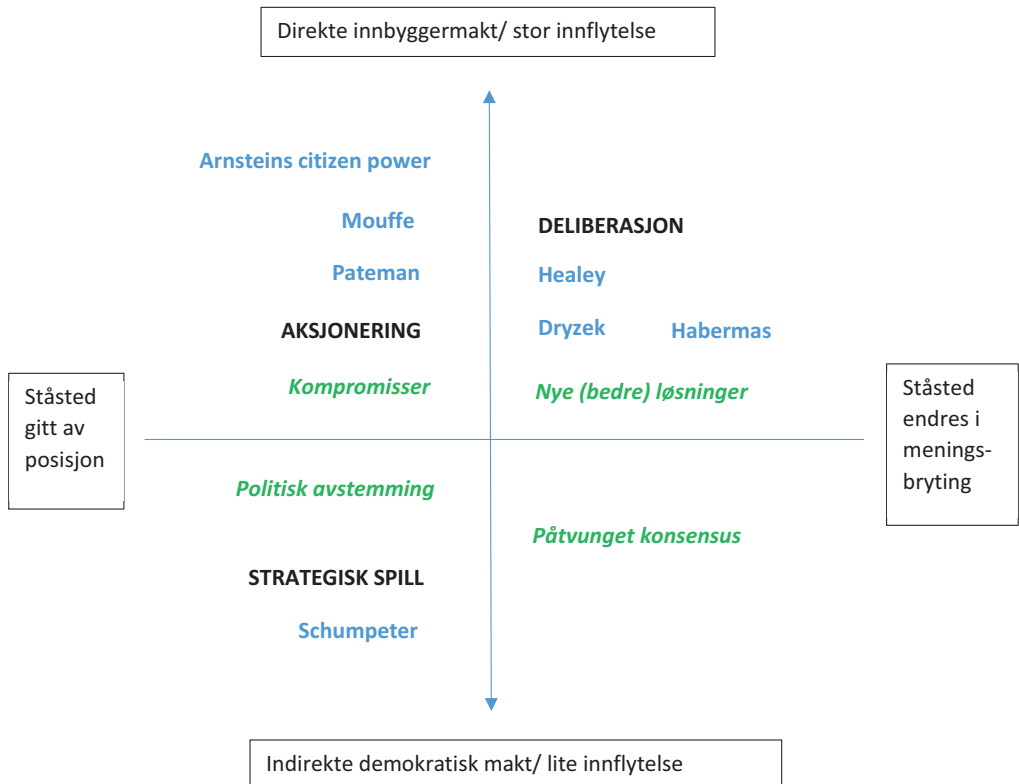 Direkte innbyggermakt/ stor innflytelse
Arnsteins citizen power
Mouffe
DELIBERASJON
Pateman
Healey
AKSJONERING
Dryzek
Habermas
Kompromisser
Nye (bedre) løsninger
Ståsted
gitt av
posisjon
Ståsted
endres i
menings-
bryting
Politisk avstemming
Påtvunget konsensus
STRATEGISK SPILL
Schumpeter
Indirekte demokratisk makt/ lite innflytelse